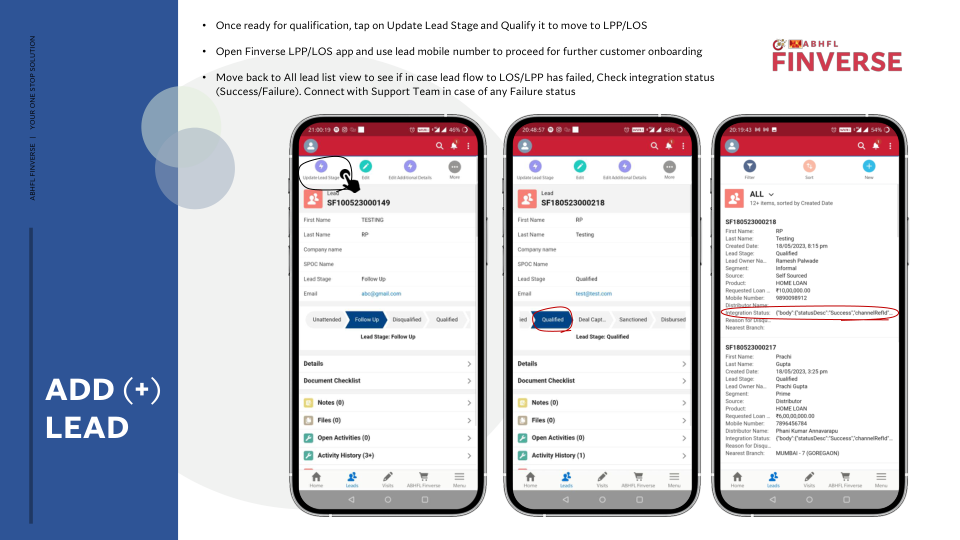 ABHFL FINVERSE | YOUR ONE STOP SOLUTION
ADD (+)
LEAD
• Once ready for qualification, tap on Update Lead Stage and Qualify it to move to LPP/LOS
• Open Finverse LPP/LOS app and use lead mobile number to proceed for further customer onboarding
• Move back to All lead list view to see if in case lead flow to LOS/LPP has failed, Check integration status
(Success/Failure). Connect with Support Team in case of any Failure status
ABHFL
FINVERSE
21:00:19 46%
Update Lead Stage Edit Edit Additional Details More
Lead
SF100523000149
First Name TESTING
Last Name RP
Company name
SPOC Name
Lead Stage Follow Up
Email abc@gmail.com
Unattended Follow Up Disqualified Qualified
Lead Stage: Follow Up
Details
Document Checklist
Notes (0)
Files (0)
Open Activities (0)
Activity History (3+)
Home Leads Visits ABHFL Finverse Menu
20:48:57 48%
Update Lead Stage Edit Edit Additional Details More
Lead
SF180523000218
First Name RP
Last Name Testing
Company name
SPOC Name
Lead Stage Qualified
Email test@test.com
ied Qualified Deal Capt... Sanctioned Disbursed
Lead Stage: Qualified
Details
Document Checklist
Notes (0)
Files (0)
Open Activities (0)
Activity History (1)
Home Leads Visits ABHFL Finverse Menu
20:19:43 54%
Filter Sort New
ALL
12+ items, sorted by Created Date
SF180523000218
First Name: RP
Last Name: Testing
Created Date: 18/05/2023, 8:15 pm
Lead Stage: Qualified
Lead Owner Na... Ramesh Palwade
Segment: Informal
Source: Self Sourced
Product: HOME LOAN
Requested Loan ... ₹10,00,000.00
Mobile Number: 9890098912
Distributor Name:
Integration Status: {"body":{"statusDesc":"Success","channelRefId"...
Reason for Disqu...
Nearest Branch:
SF180523000217
First Name: Prachi
Last Name: Gupta
Created Date: 18/05/2023, 3:25 pm
Lead Stage: Qualified
Lead Owner Na... Prachi Gupta
Segment: Prime
Source: Distributor
Product: HOME LOAN
Requested Loan ... ₹6,00,00,000.00
Mobile Number: 7896456784
Distributor Name: Phani Kumar Annavarapu
Integration Status: {"body":{"statusDesc":"Success","channelRefId"...
Reason for Disqu...
Nearest Branch: MUMBAI - 7 (GOREGAON)
Home Leads Visits ABHFL Finverse Menu